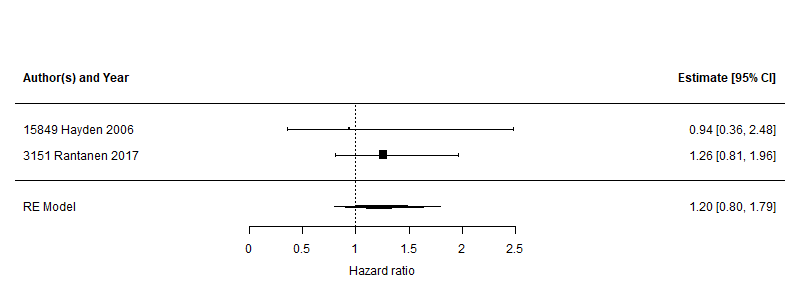 Author(s) and Year Estimate [95% CI]
15849 Hayden 2006 0.94 [0.36, 2.48]
3151 Rantanen 2017 1.26 [0.81, 1.96]
RE Model 1.20 [0.80, 1.79]
0 0.5 1 1.5 2 2.5
Hazard ratio